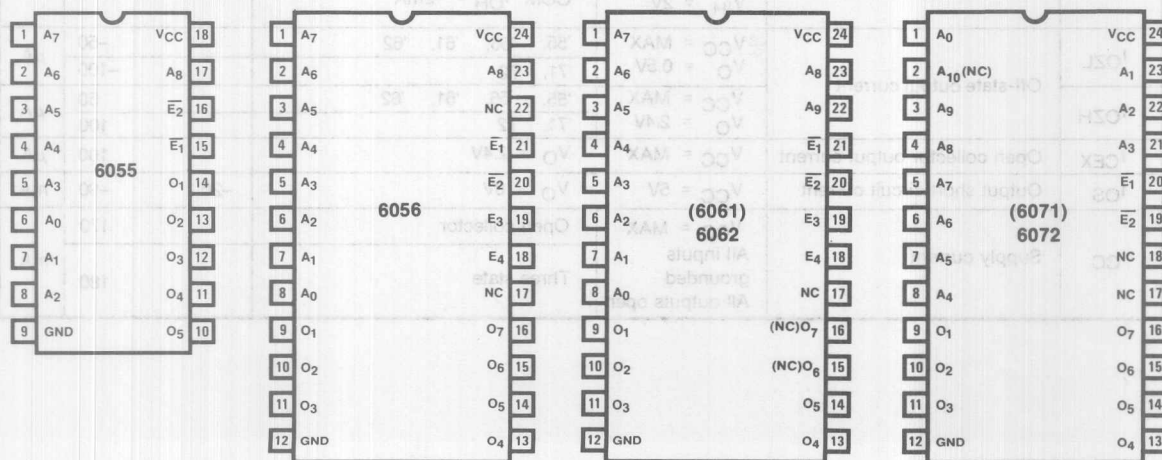 1 A7 VCC 18
2 A6 A8 17
3 A5 E̅2 16
4 A4 E̅1 15
5 A3 O1 14
6055
6 A0 O2 13
7 A1 O3 12
8 A2 O4 11
9 GND O5 10
1 A7 VCC 24
2 A6 A8 23
3 A5 NC 22
4 A4 E̅1 21
5 A3 E̅2 20
6056
6 A2 E3 19
7 A1 E4 18
8 A0 NC 17
9 O1 O7 16
10 O2 O6 15
11 O3 O5 14
12 GND O4 13
1 A7 VCC 24
2 A6 A8 23
3 A5 A9 22
4 A4 E̅1 21
5 A3 E̅2 20
(6061)
6062
6 A2 E3 19
7 A1 E4 18
8 A0 NC 17
9 O1 (NC)O7 16
10 O2 (NC)O6 15
11 O3 O5 14
12 GND O4 13
1 A0 VCC 24
2 A10(NC) A1 23
3 A9 A2 22
4 A8 A3 21
5 A7 E̅1 20
(6071)
6072
6 A6 E̅2 19
7 A5 NC 18
8 A4 NC 17
9 O1 O7 16
10 O2 O6 15
11 O3 O5 14
12 GND O4 13